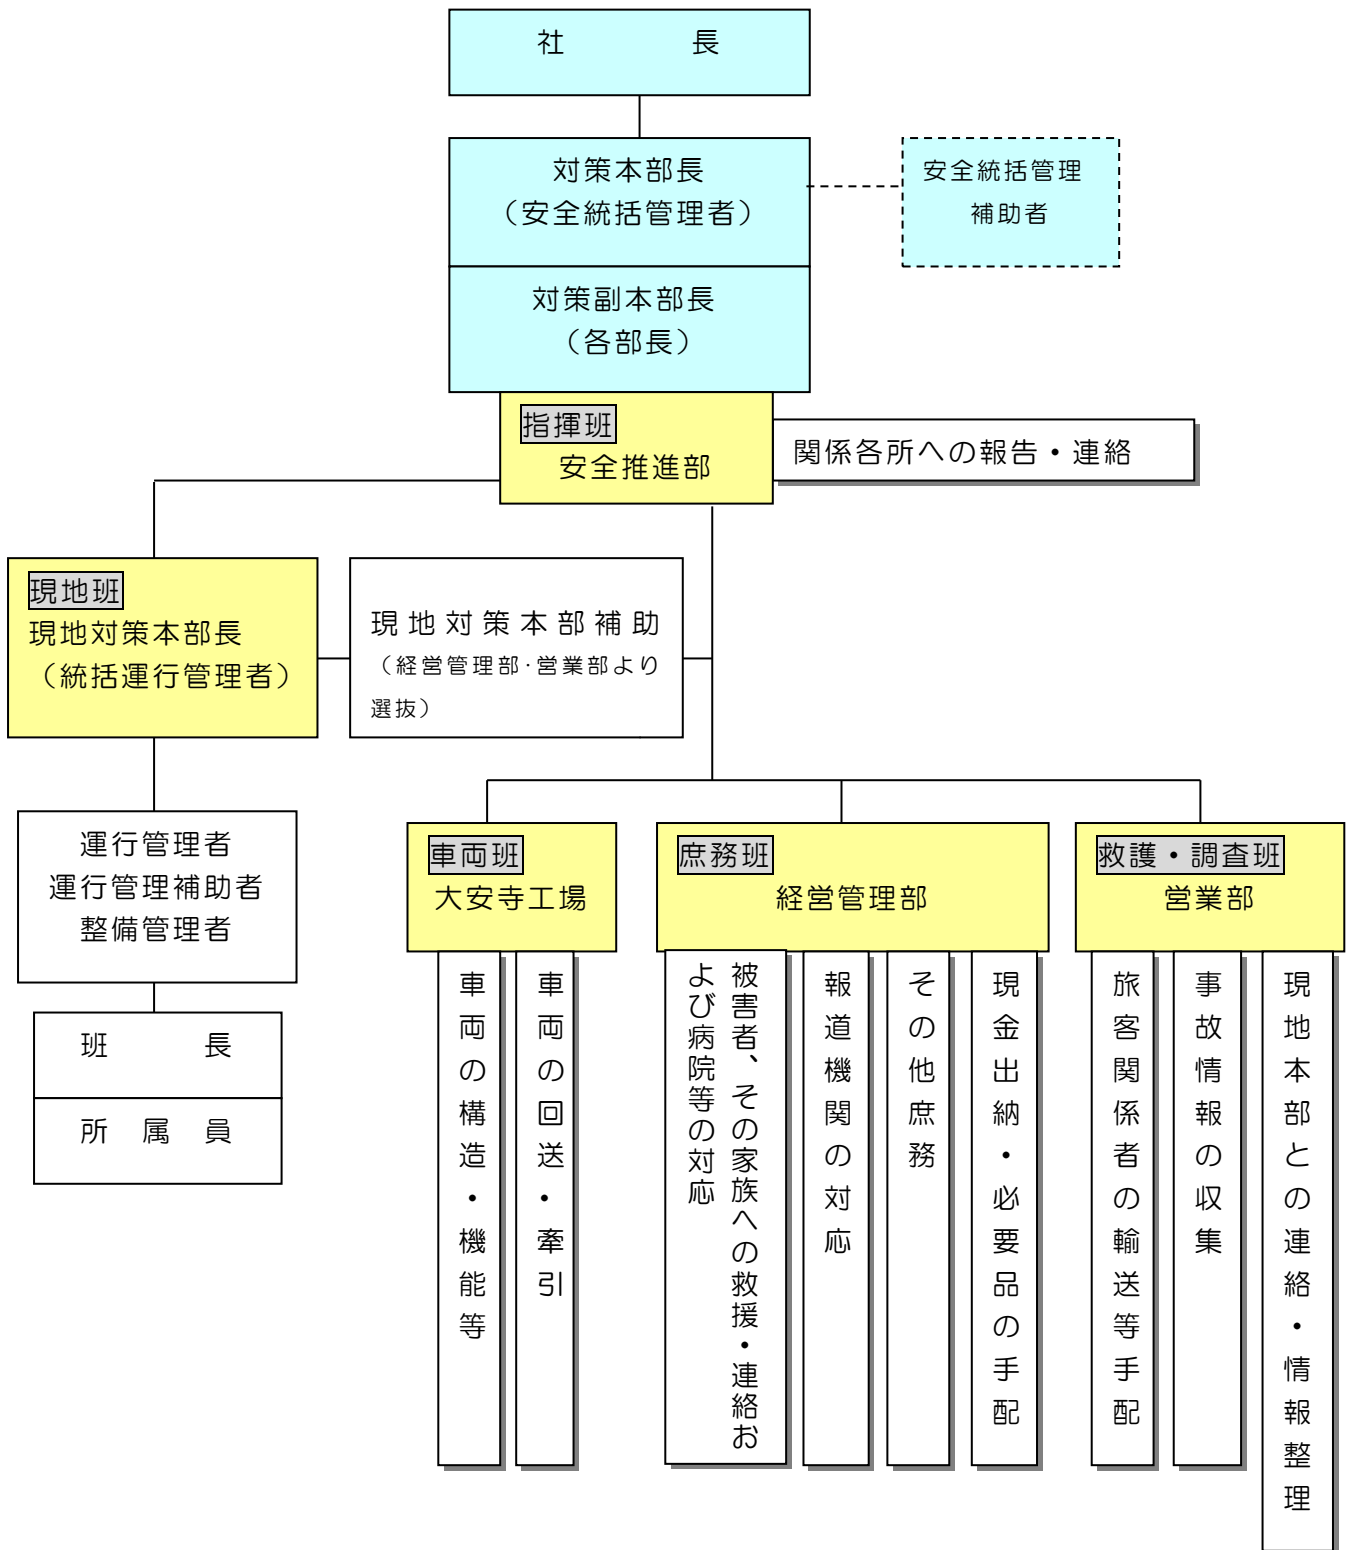 社　　　　長
対策本部長
（安全統括管理者）
安全統括管理
補助者
対策副本部長
（各部長）
指揮班
安全推進部
関係各所への報告・連絡
現地班
現地対策本部長
（統括運行管理者）
現地対策本部補助
（経営管理部･営業部より
選抜）
運行管理者
運行管理補助者
整備管理者
班　　　長
所　属　員
車両班
大安寺工場
車両の構造・機能等
車両の回送・牽引
庶務班
経営管理部
被害者、その家族への救援・連絡お
よび病院等の対応
報道機関の対応
その他庶務
現金出納・必要品の手配
救護・調査班
営業部
旅客関係者の輸送等手配
事故情報の収集
現地本部との連絡・情報整理